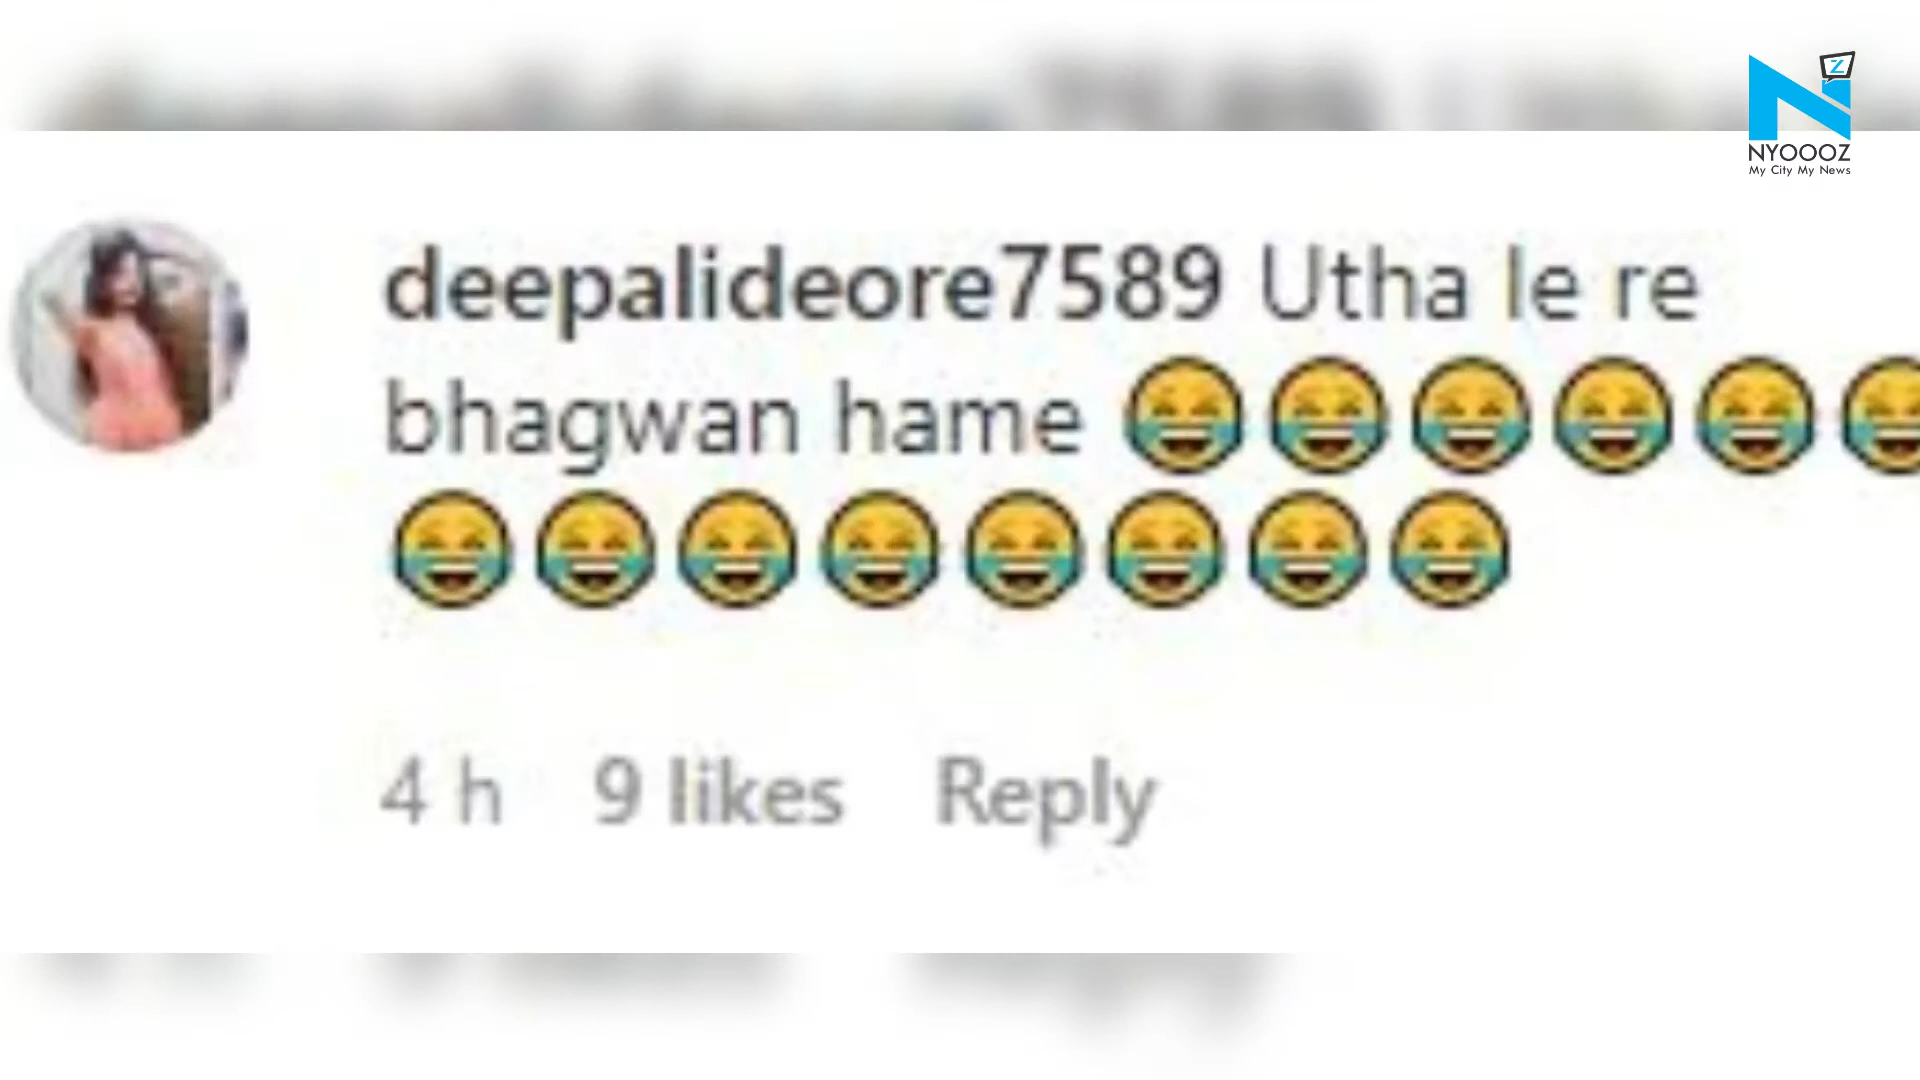 Z
NYOOOZ
My City My News
deepalideore7589 Utha le re
bhagwan hame 😂😂😂😂😂😂
😂😂😂😂😂😂😂😂
4 h 9 likes Reply